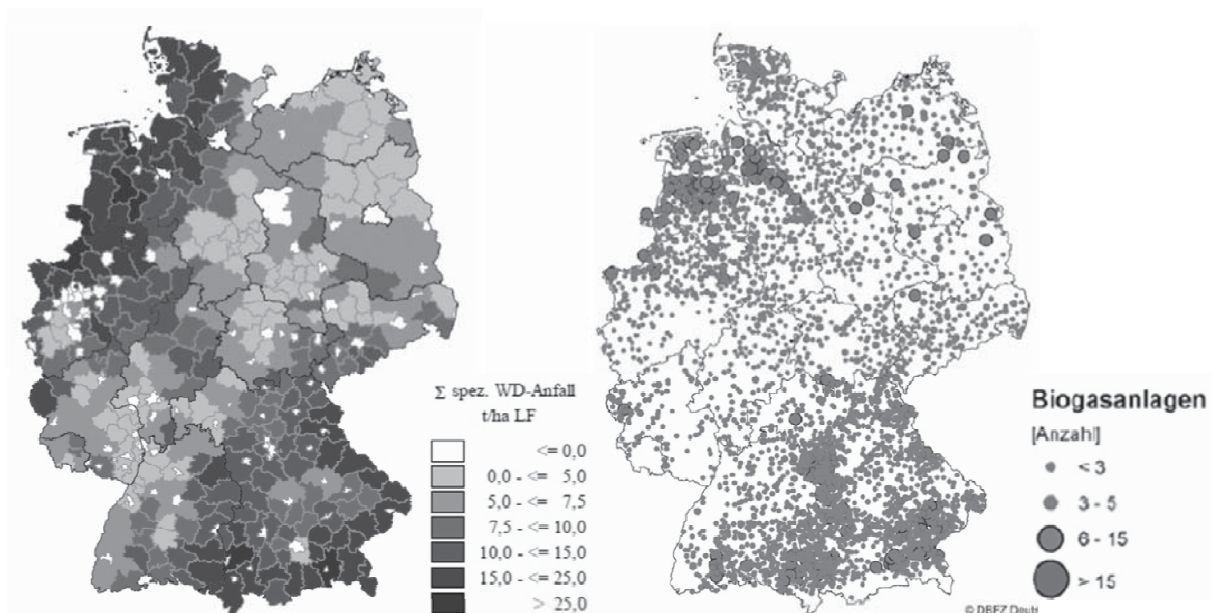 Σ spez. WD-Anfall
t/ha LF
<= 0,0
0,0 - <= 5,0
5,0 - <= 7,5
7,5 - <= 10,0
10,0 - <= 15,0
15,0 - <= 25,0
> 25,0
Biogasanlagen
[Anzahl]
< 3
3 - 5
6 - 15
> 15
© DBFZ